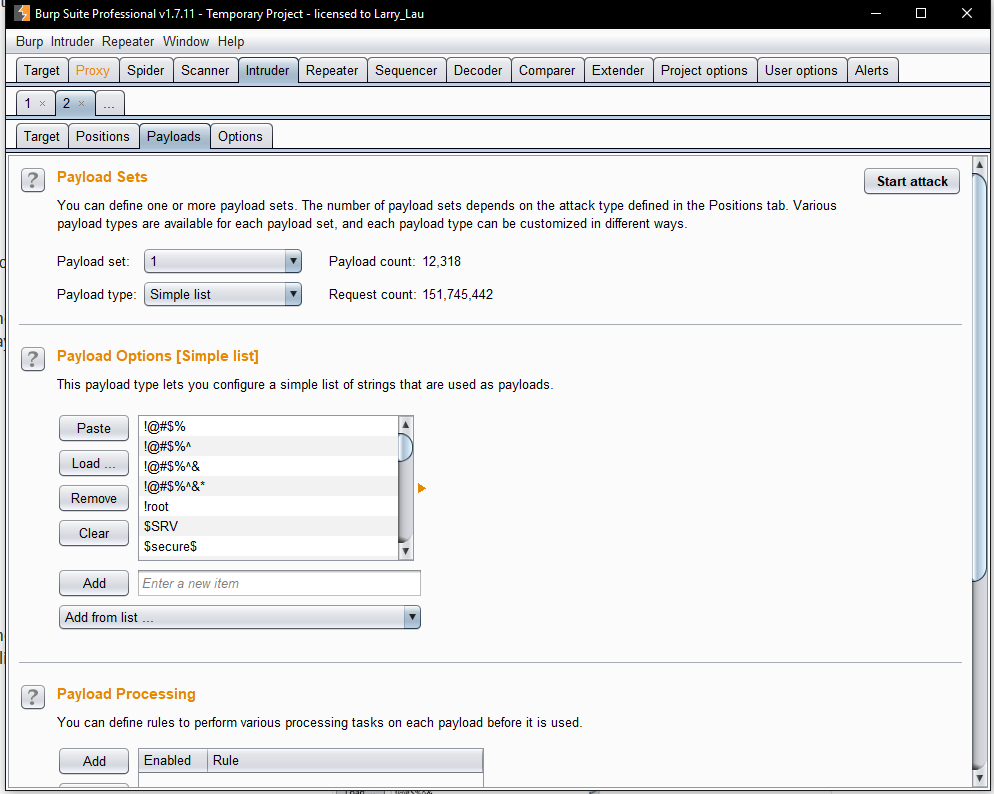 Burp Suite Professional v1.7.11 - Temporary Project - licensed to Larry_Lau
Burp Intruder Repeater Window Help
Target Proxy Spider Scanner Intruder Repeater Sequencer Decoder Comparer Extender Project options User options Alerts
1 × 2 × ...
Target Positions Payloads Options
? Payload Sets Start attack
You can define one or more payload sets. The number of payload sets depends on the attack type defined in the Positions tab. Various
payload types are available for each payload set, and each payload type can be customized in different ways.
Payload set: 1 Payload count: 12,318
Payload type: Simple list Request count: 151,745,442
? Payload Options [Simple list]
This payload type lets you configure a simple list of strings that are used as payloads.
Paste
Load ...
Remove
Clear
!@#$%
!@#$%^
!@#$%^&
!@#$%^&*
!root
$SRV
$secure$
Add Enter a new item
Add from list ...
? Payload Processing
You can define rules to perform various processing tasks on each payload before it is used.
Add Enabled Rule